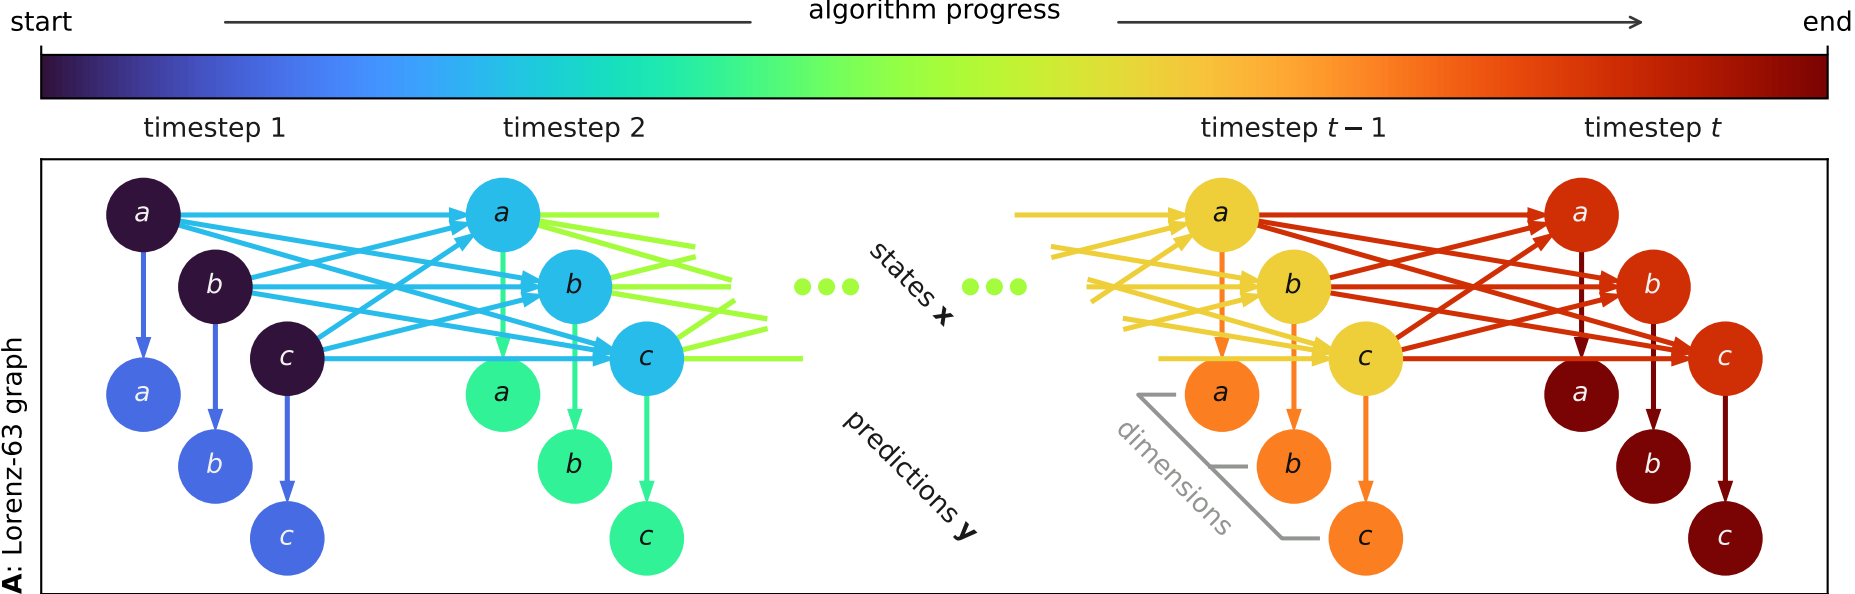 start
algorithm progress
end
timestep 1
timestep 2
timestep t − 1
timestep t
A: Lorenz-63 graph
a
b
c
a
b
c
a
b
c
a
b
c
states x
predictions y
a
b
c
dimensions
a
b
c
a
b
c
a
b
c